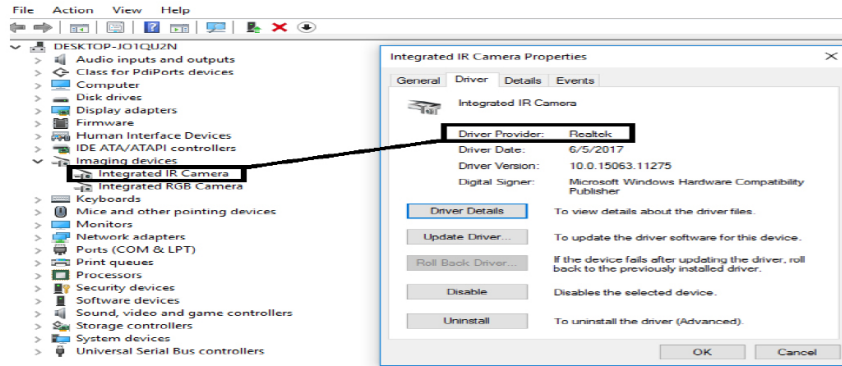 File Action View Help
DESKTOP-JO1QU2N
Audio inputs and outputs
Class for PdiPorts devices
Computer
Disk drives
Display adapters
Firmware
Human Interface Devices
IDE ATA/ATAPI controllers
Imaging devices
Integrated IR Camera
Integrated RGB Camera
Keyboards
Mice and other pointing devices
Monitors
Network adapters
Ports (COM & LPT)
Print queues
Processors
Security devices
Software devices
Sound, video and game controllers
Storage controllers
System devices
Universal Serial Bus controllers
Integrated IR Camera Properties
General Driver Details Events
Integrated IR Camera
Driver Provider: Realtek
Driver Date: 6/5/2017
Driver Version: 10.0.15063.11275
Digital Signer: Microsoft Windows Hardware Compatibility
Publisher
Driver Details To view details about the driver files.
Update Driver... To update the driver software for this device.
Roll Back Driver... If the device fails after updating the driver, roll
back to the previously installed driver.
Disable Disables the selected device.
Uninstall To uninstall the driver (Advanced).
OK Cancel